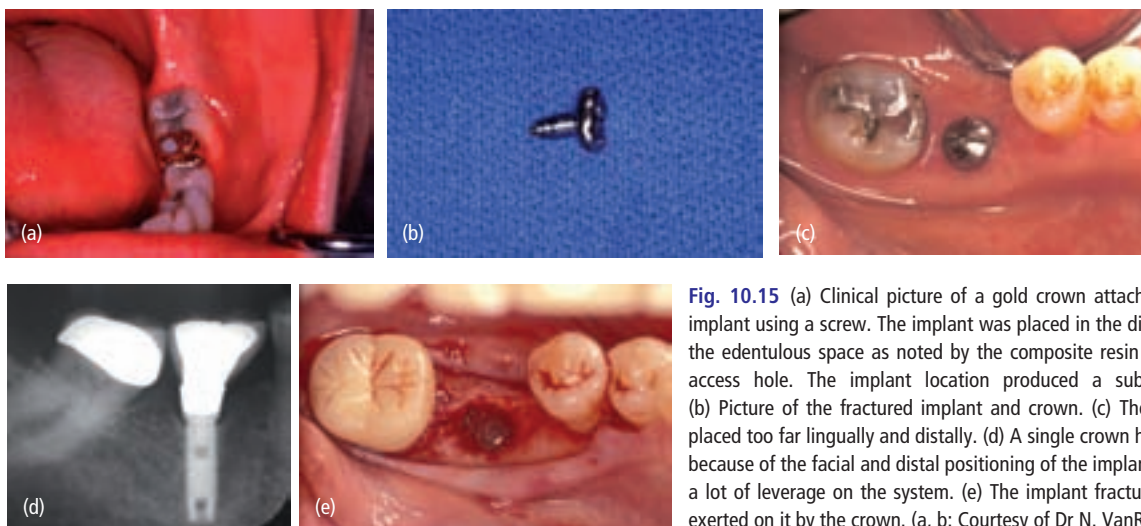 (a)
(b)
(c)
(d)
(e)
Fig. 10.15 (a) Clinical picture of a gold crown attach
implant using a screw. The implant was placed in the di
the edentulous space as noted by the composite resin
access hole. The implant location produced a sub
(b) Picture of the fractured implant and crown. (c) The
placed too far lingually and distally. (d) A single crown h
because of the facial and distal positioning of the implan
a lot of leverage on the system. (e) The implant fractu
exerted on it by the crown. (a, b: Courtesy of Dr N. VanR